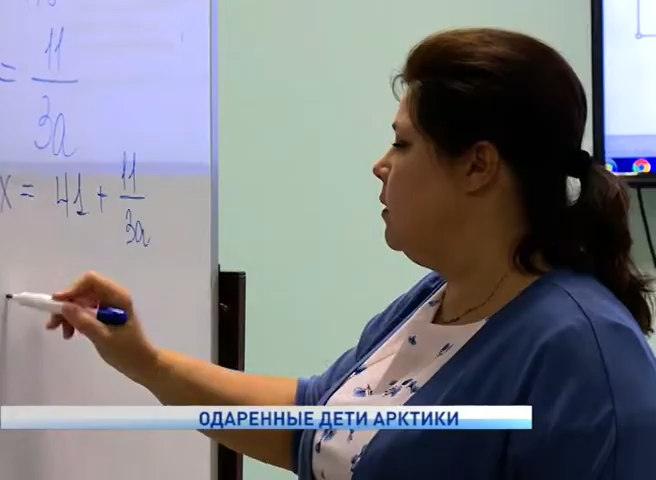 = 11/3a
x = 41 + 11/3a
ОДАРЕННЫЕ ДЕТИ АРКТИКИ